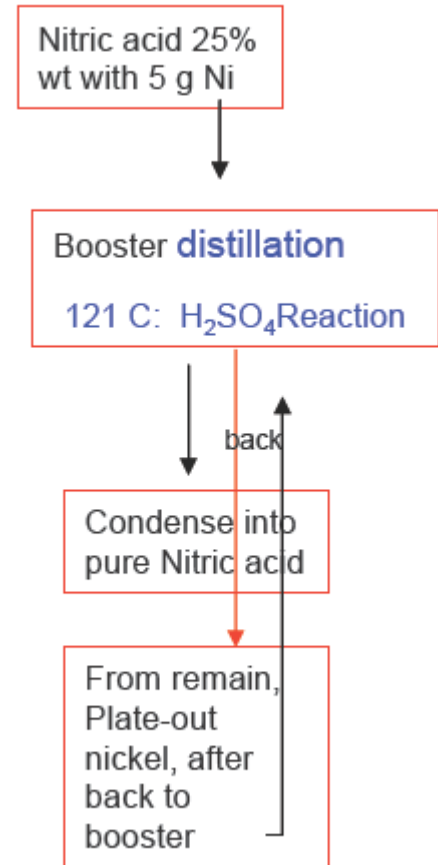 Nitric acid 25%
wt with 5 g Ni
Booster distillation
121 C: H₂SO₄Reaction
back
Condense into
pure Nitric acid
From remain,
Plate-out
nickel, after
back to
booster